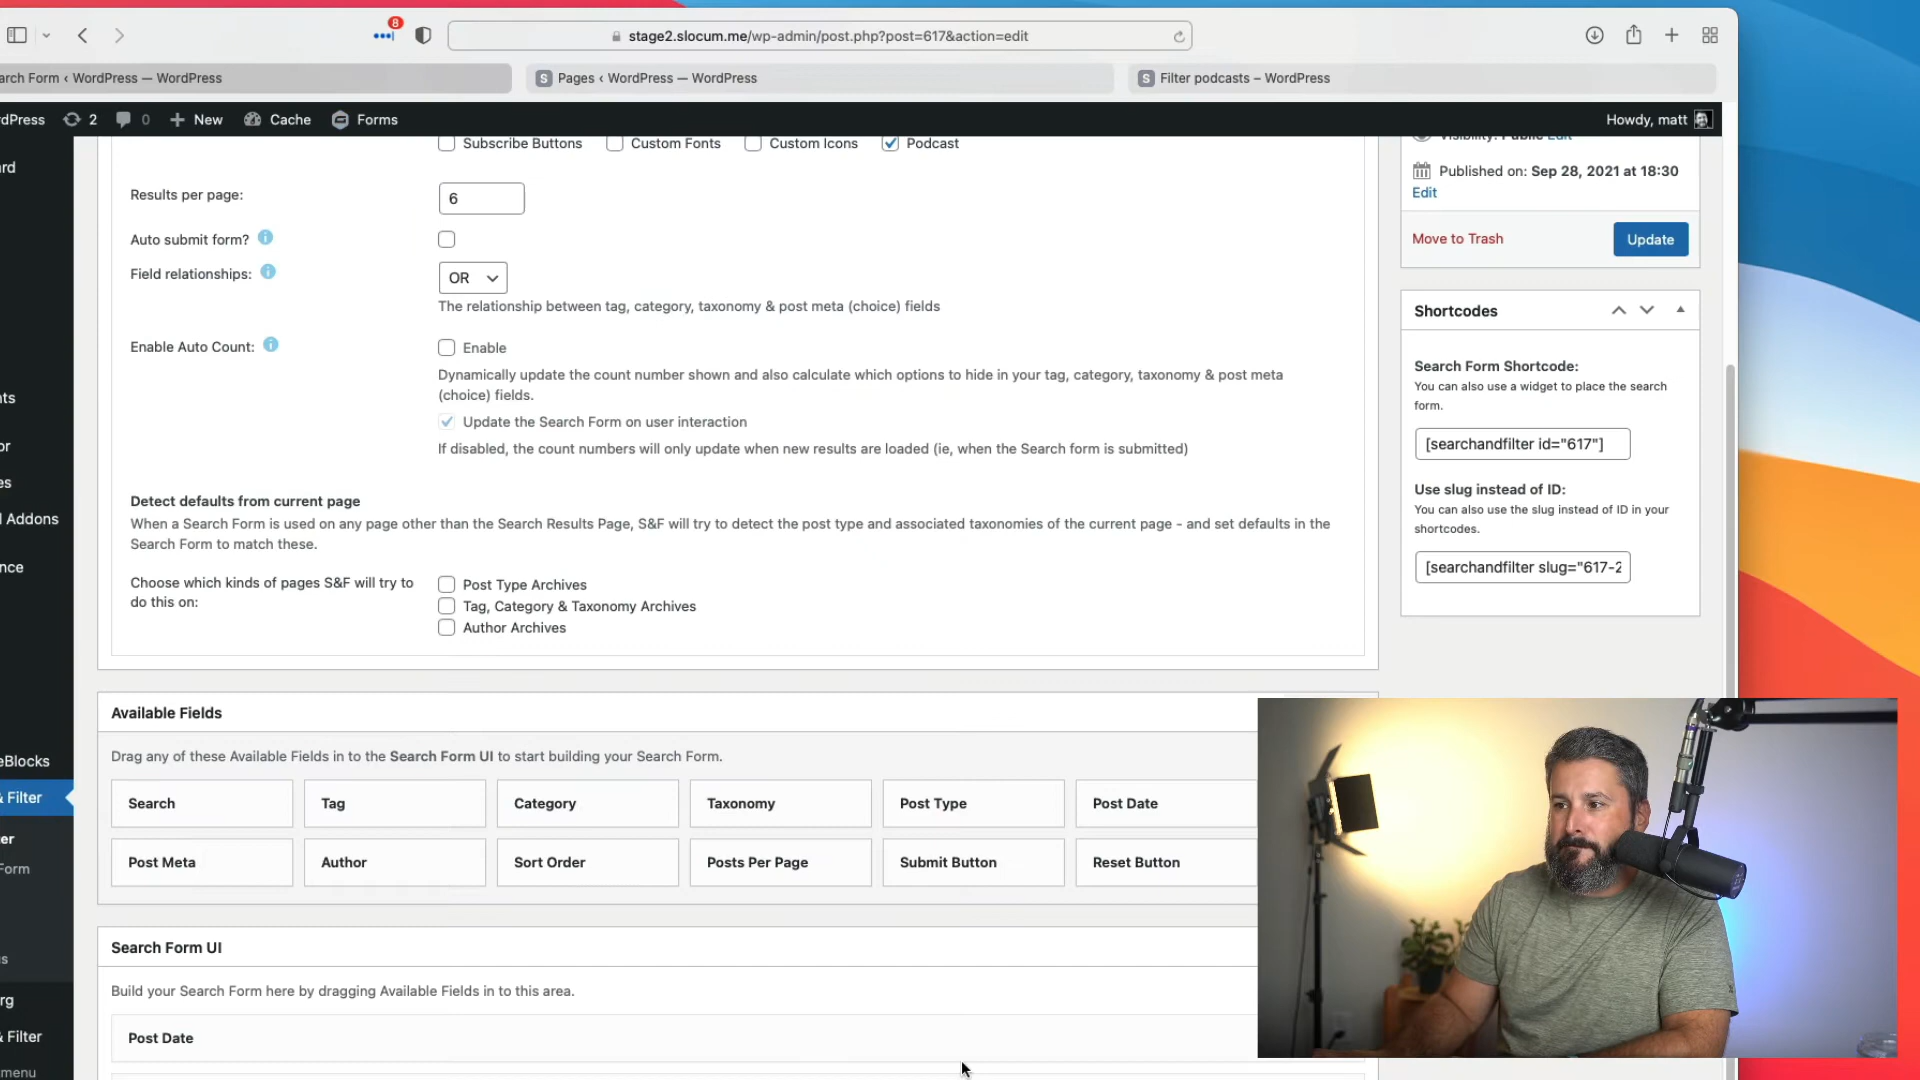 8
stage2.slocum.me/wp-admin/post.php?post=617&action=edit
arch Form ‹ WordPress — WordPress
S Pages ‹ WordPress — WordPress
S Filter podcasts – WordPress
dPress 2 0 New Cache Forms
Howdy, matt
rd
nts
or
es
l Addons
nce
eBlocks
& Filter
er
Form
s
rg
& Filter
menu
Subscribe Buttons Custom Fonts Custom Icons Podcast
Results per page: 6
Auto submit form?
Field relationships: OR
The relationship between tag, category, taxonomy & post meta (choice) fields
Enable Auto Count: Enable
Dynamically update the count number shown and also calculate which options to hide in your tag, category, taxonomy & post meta
(choice) fields.
Update the Search Form on user interaction
If disabled, the count numbers will only update when new results are loaded (ie, when the Search form is submitted)
Detect defaults from current page
When a Search Form is used on any page other than the Search Results Page, S&F will try to detect the post type and associated taxonomies of the current page - and set defaults in the
Search Form to match these.
Choose which kinds of pages S&F will try to
do this on:
Post Type Archives
Tag, Category & Taxonomy Archives
Author Archives
Available Fields
Drag any of these Available Fields in to the Search Form UI to start building your Search Form.
Search Tag Category Taxonomy Post Type Post Date
Post Meta Author Sort Order Posts Per Page Submit Button Reset Button
Search Form UI
Build your Search Form here by dragging Available Fields in to this area.
Post Date
Visibility: Public Edit
Published on: Sep 28, 2021 at 18:30
Edit
Move to Trash
Update
Shortcodes
Search Form Shortcode:
You can also use a widget to place the search
form.
[searchandfilter id="617"]
Use slug instead of ID:
You can also use the slug instead of ID in your
shortcodes.
[searchandfilter slug="617-2